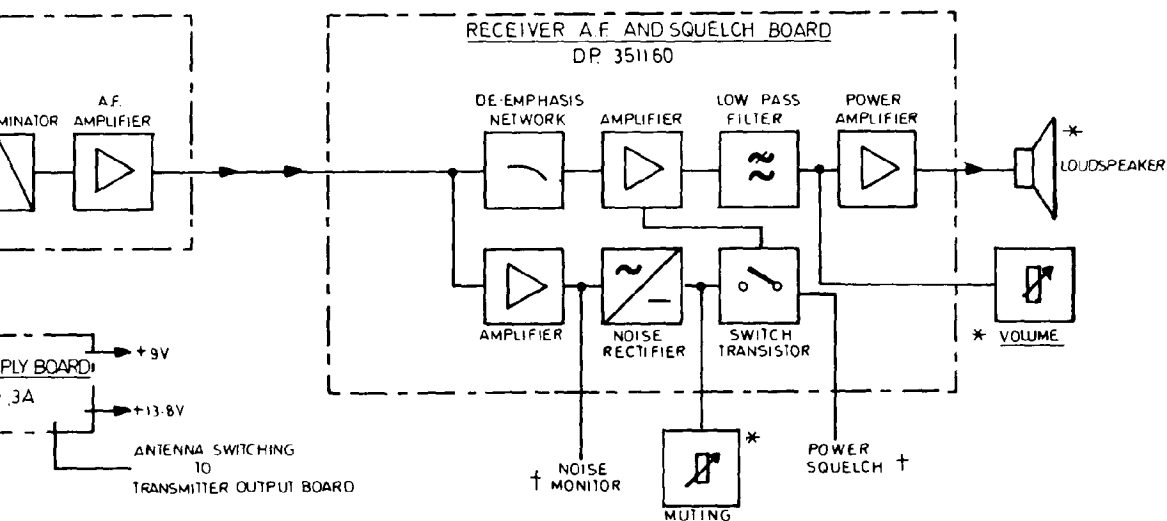 RECEIVER A.F. AND SQUELCH BOARD
DP. 351160
A.F.
MINATOR AMPLIFIER
DE-EMPHASIS
NETWORK
AMPLIFIER
LOW PASS
FILTER
POWER
AMPLIFIER
*
LOUDSPEAKER
AMPLIFIER
NOISE
RECTIFIER
SWITCH
TRANSISTOR
* VOLUME
PLY BOARD
3A
+9V
+13.8V
ANTENNA SWITCHING
TO
TRANSMITTER OUTPUT BOARD
† NOISE
MONITOR
*
MUTING
POWER
SQUELCH †